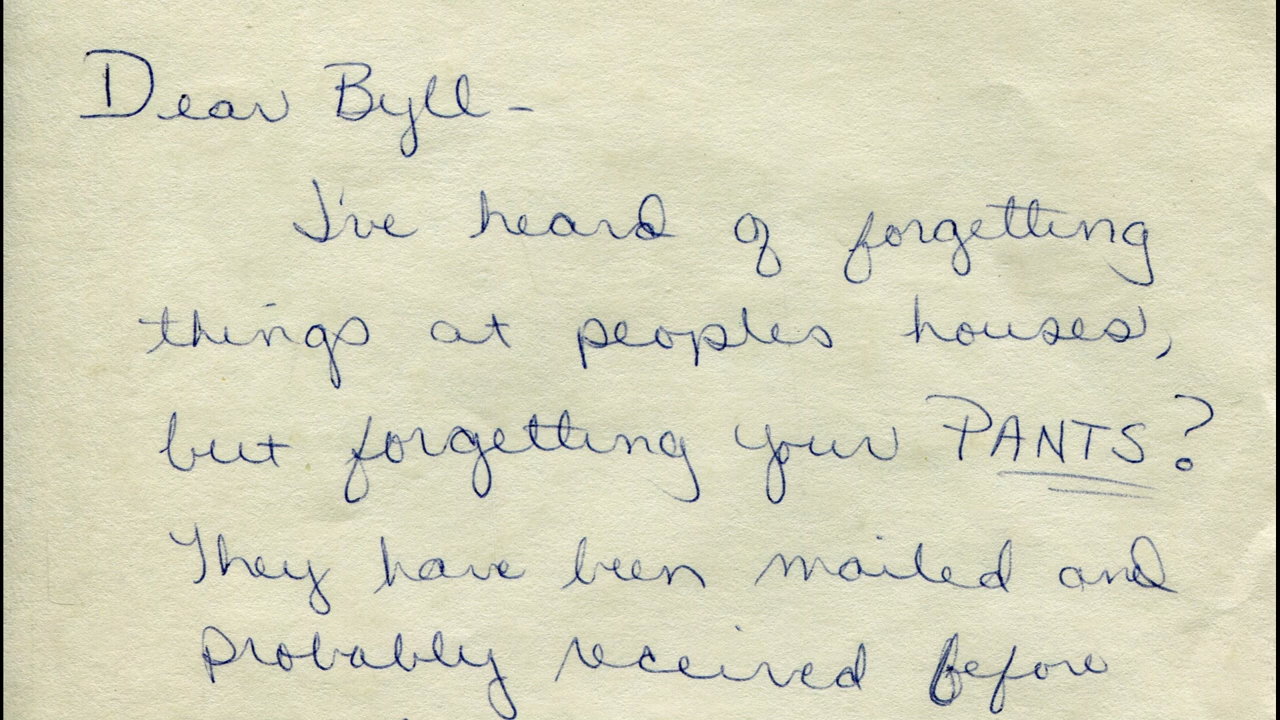 Dear Byll -
I've heard of forgetting
things at peoples houses,
but forgetting your PANTS?
They have been mailed and
probably received before